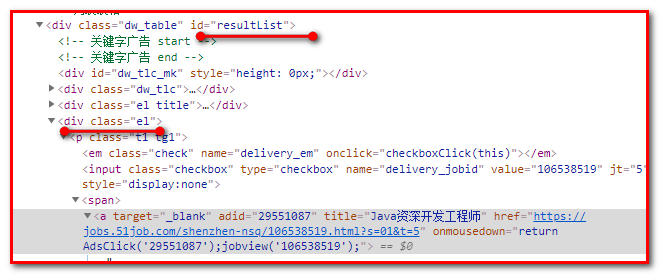 <div class="dw_table" id="resultList">
<!-- 关键字广告 start -->
<!-- 关键字广告 end -->
<div id="dw_tlc_mk" style="height: 0px;"></div>
<div class="dw_tlc">…</div>
<div class="el title">…</div>
<div class="el">
<p class="t1 tg1">
<em class="check" name="delivery_em" onclick="checkboxClick(this)"></em>
<input class="checkbox" type="checkbox" name="delivery_jobid" value="106538519" jt="5"
style="display:none">
<span>
<a target="_blank" adid="29551087" title="Java资深开发工程师" href="https://
jobs.51job.com/shenzhen-nsq/106538519.html?s=01&t=5" onmousedown="return
AdsClick('29551087');jobview('106538519');"> == $0